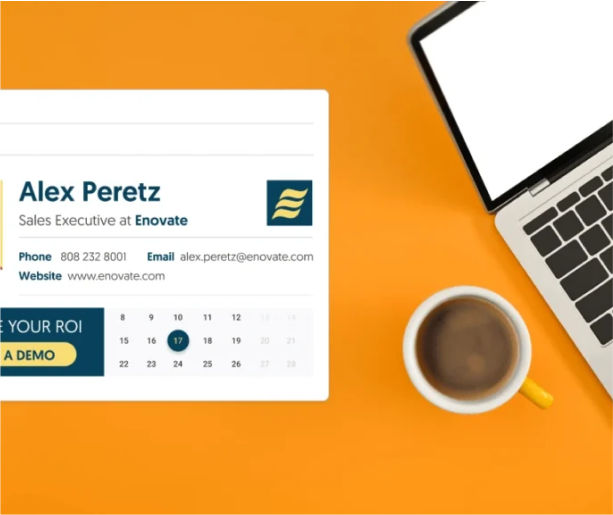 Alex Peretz
Sales Executive at Enovate
Phone 808 232 8001 Email alex.peretz@enovate.com
Website www.enovate.com
E YOUR ROI
A DEMO
8 9 10 11 12 13 14
15 16 17 18 19 20 21
22 23 24 25 26 27 28